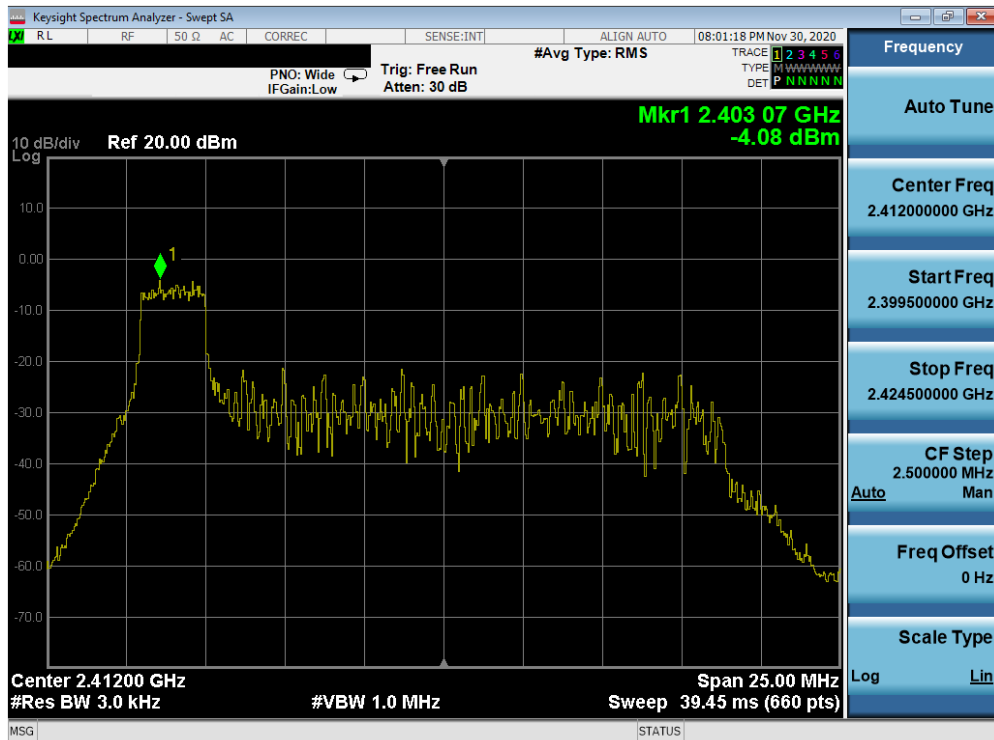 Keysight Spectrum Analyzer - Swept SA
LXI RL RF 50 Ω AC CORREC SENSE:INT ALIGN AUTO 08:01:18 PM Nov 30, 2020
PNO: Wide
IFGain:Low
Trig: Free Run
Atten: 30 dB
#Avg Type: RMS
TRACE 1 2 3 4 5 6
TYPE M WWWWW
DET P N N N N N
Mkr1 2.403 07 GHz
-4.08 dBm
10 dB/div Ref 20.00 dBm
Log
10.0
0.00
-10.0
-20.0
-30.0
-40.0
-50.0
-60.0
-70.0
1
Center 2.41200 GHz Span 25.00 MHz
#Res BW 3.0 kHz #VBW 1.0 MHz Sweep 39.45 ms (660 pts)
MSG STATUS
Frequency
Auto Tune
Center Freq
2.412000000 GHz
Start Freq
2.399500000 GHz
Stop Freq
2.424500000 GHz
CF Step
2.500000 MHz
Auto Man
Freq Offset
0 Hz
Scale Type
Log Lin